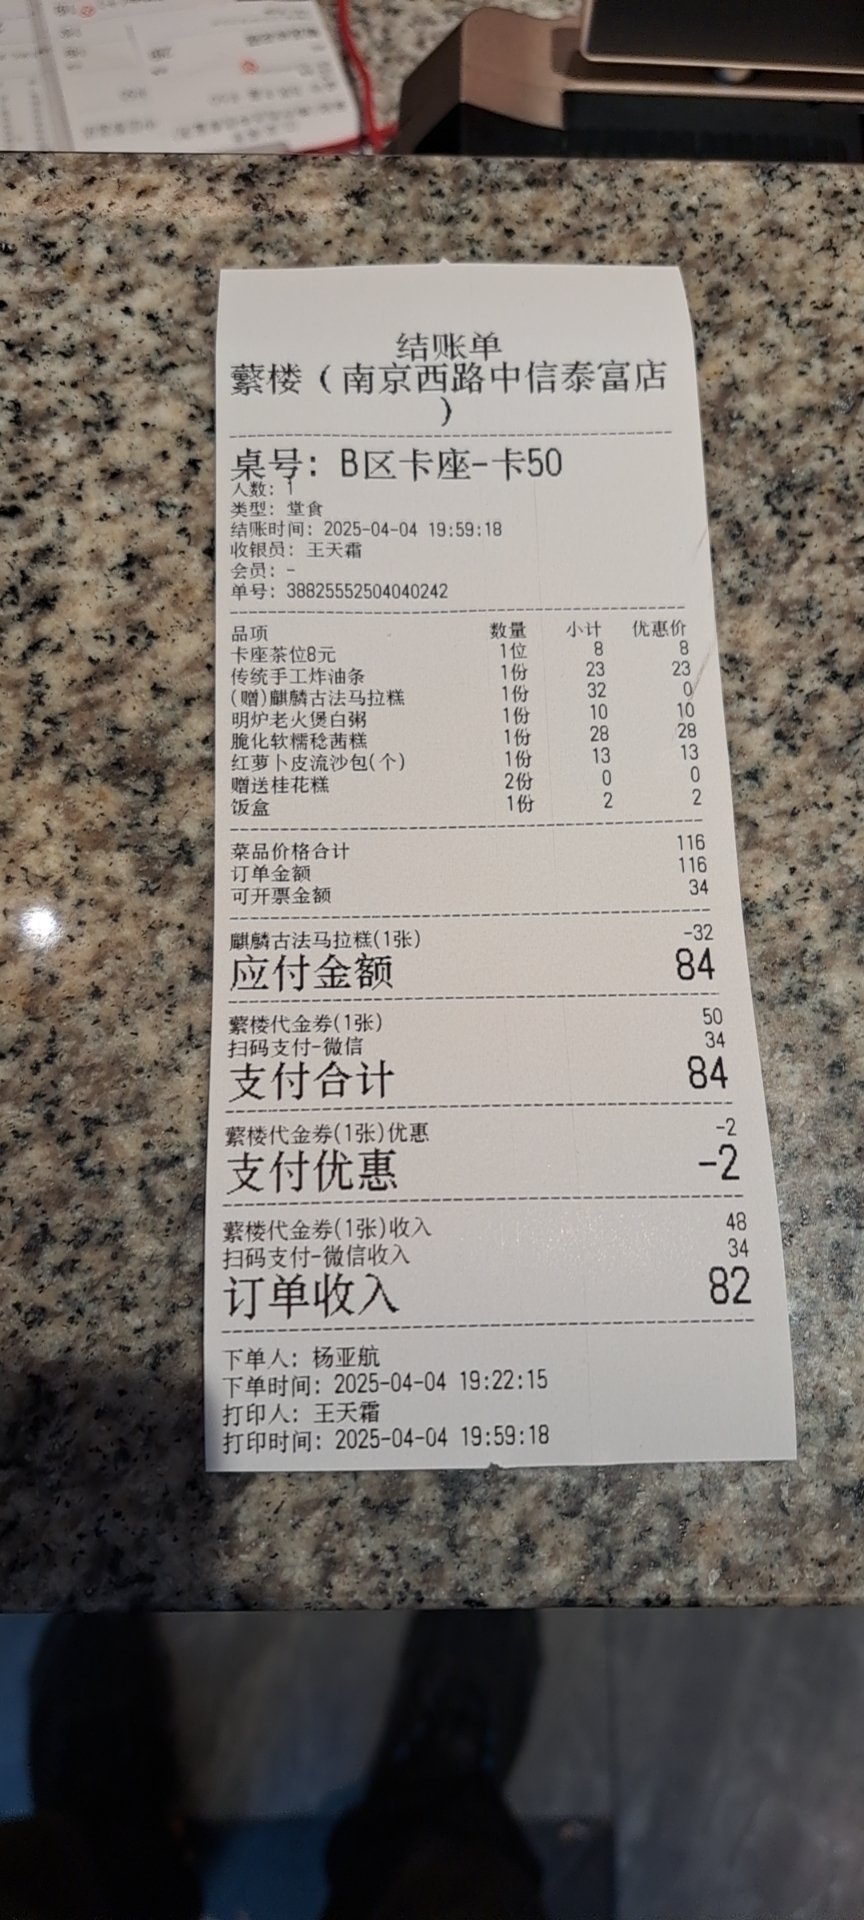 结账单
蘩楼（南京西路中信泰富店
）
桌号：B区卡座-卡50
人数：1
类型：堂食
结账时间：2025-04-04 19:59:18
收银员：王天霜
会员：-
单号：38825552504040242
品项 数量 小计 优惠价
卡座茶位8元 1位 8 8
传统手工炸油条 1份 23 23
(赠)麒麟古法马拉糕 1份 32 0
明炉老火煲白粥 1份 10 10
脆化软糯稔茜糕 1份 28 28
红萝卜皮流沙包(个) 1份 13 13
赠送桂花糕 2份 0 0
饭盒 1份 2 2
菜品价格合计 116
订单金额 116
可开票金额 34
麒麟古法马拉糕(1张) -32
应付金额 84
蘩楼代金券(1张) 50
扫码支付-微信 34
支付合计 84
蘩楼代金券(1张)优惠 -2
支付优惠 -2
蘩楼代金券(1张)收入 48
扫码支付-微信收入 34
订单收入 82
下单人：杨亚航
下单时间：2025-04-04 19:22:15
打印人：王天霜
打印时间：2025-04-04 19:59:18